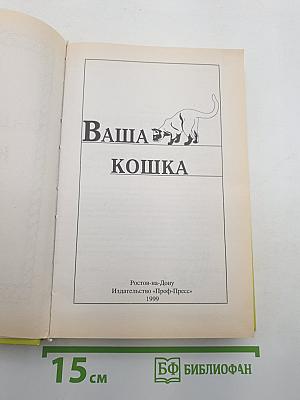 ВАША
КОШКА
Ростов-на-Дону
Издательство «Проф-Пресс»
1999
15 см
БФ БИБЛИОФАН